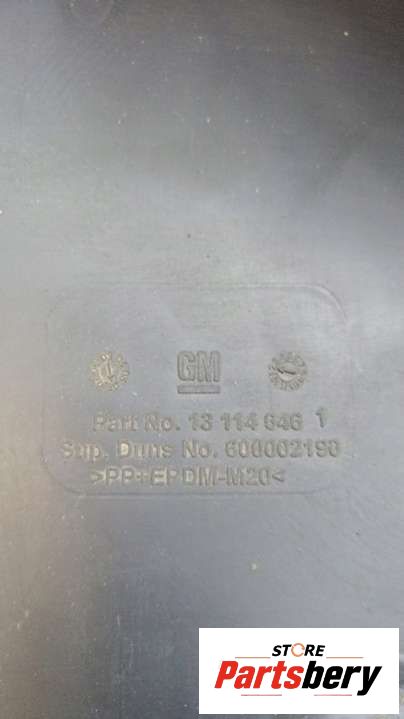 GM
Part No. 13 114 646 1
Sup. Duns No. 600002190
>PP+EPDM-M20<
STORE
Partsbery